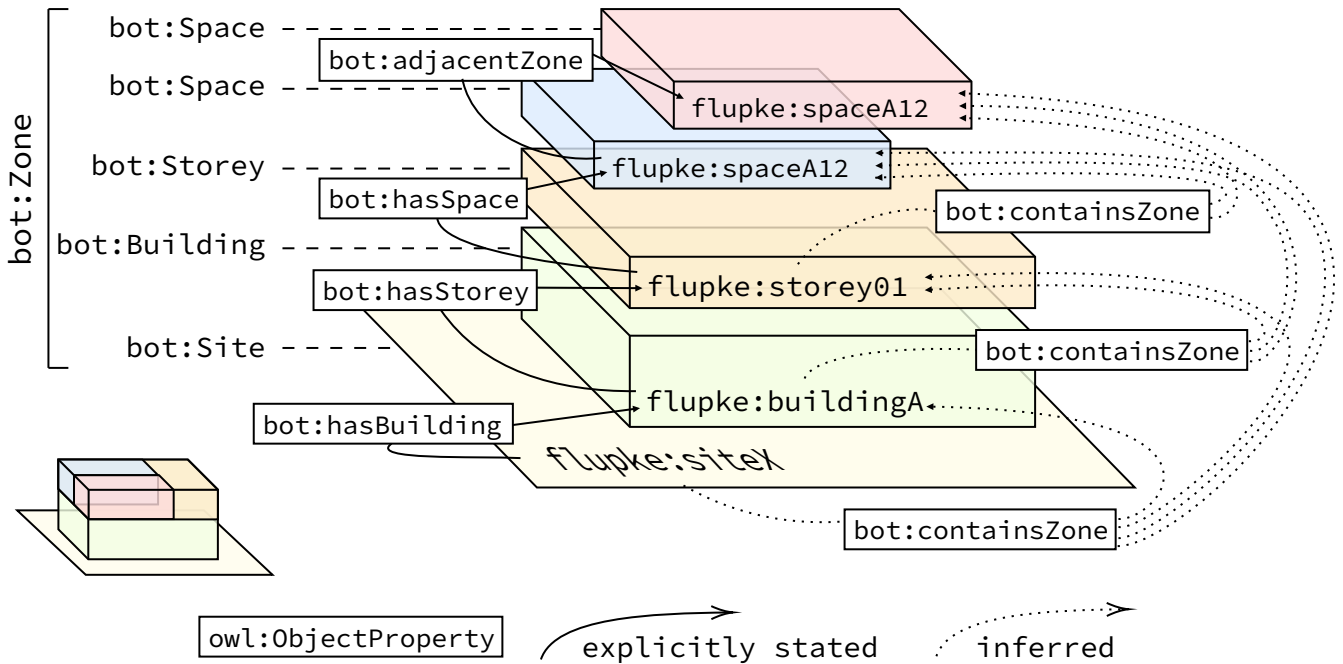 bot:Zone
bot:Space
bot:adjacentZone
bot:Space
flupke:spaceA12
bot:Storey
flupke:spaceA12
bot:hasSpace
bot:containsZone
bot:Building
bot:hasStorey
flupke:storey01
bot:Site
bot:containsZone
flupke:buildingA
bot:hasBuilding
flupke:siteX
bot:containsZone
owl:ObjectProperty
explicitly stated
inferred